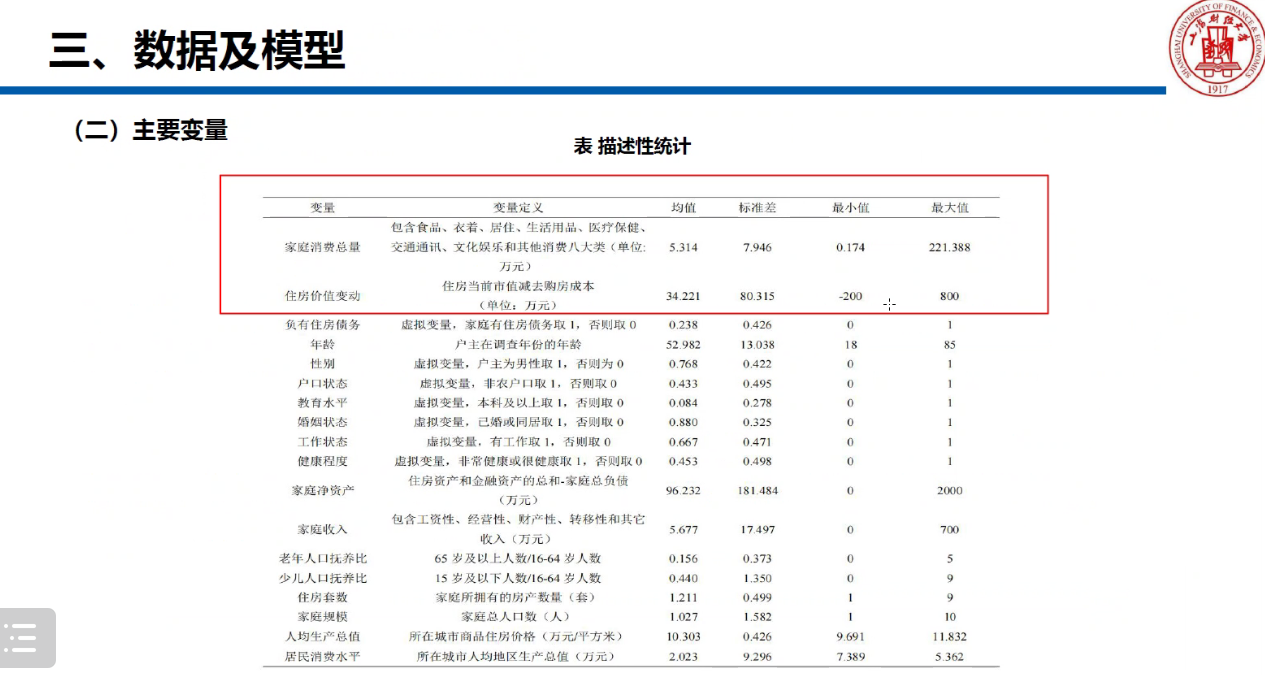 三、数据及模型
SHANGHAI UNIVERSITY OF FINANCE & ECONOMICS
上海财经大学
1917
（二）主要变量
表 描述性统计
变量 变量定义 均值 标准差 最小值 最大值
包含食品、衣着、居住、生活用品、医疗保健、
家庭消费总量 交通通讯、文化娱乐和其他消费八大类（单位: 5.314 7.946 0.174 221.388
万元）
住房当前市值减去购房成本
住房价值变动 34.221 80.315 -200 800
（单位：万元）
负有住房债务 虚拟变量，家庭有住房债务取 1，否则取 0 0.238 0.426 0 1
年龄 户主在调查年份的年龄 52.982 13.038 18 85
性别 虚拟变量，户主为男性取 1，否则为 0 0.768 0.422 0 1
户口状态 虚拟变量，非农户口取 1，否则取 0 0.433 0.495 0 1
教育水平 虚拟变量，本科及以上取 1，否则取 0 0.084 0.278 0 1
婚姻状态 虚拟变量，已婚或同居取 1，否则取 0 0.880 0.325 0 1
工作状态 虚拟变量，有工作取 1，否则取 0 0.667 0.471 0 1
健康程度 虚拟变量，非常健康或很健康取 1，否则取 0 0.453 0.498 0 1
住房资产和金融资产的总和-家庭总负债
家庭净资产 96.232 181.484 0 2000
（万元）
包含工资性、经营性、财产性、转移性和其它
家庭收入 5.677 17.497 0 700
收入（万元）
老年人口抚养比 65 岁及以上人数/16-64 岁人数 0.156 0.373 0 5
少儿人口抚养比 15 岁及以下人数/16-64 岁人数 0.440 1.350 0 9
住房套数 家庭所拥有的房产数量（套） 1.211 0.499 1 9
家庭规模 家庭总人口数（人） 1.027 1.582 1 10
人均生产总值 所在城市商品住房价格（万元/平方米） 10.303 0.426 9.691 11.832
居民消费水平 所在城市人均地区生产总值（万元） 2.023 9.296 7.389 5.362